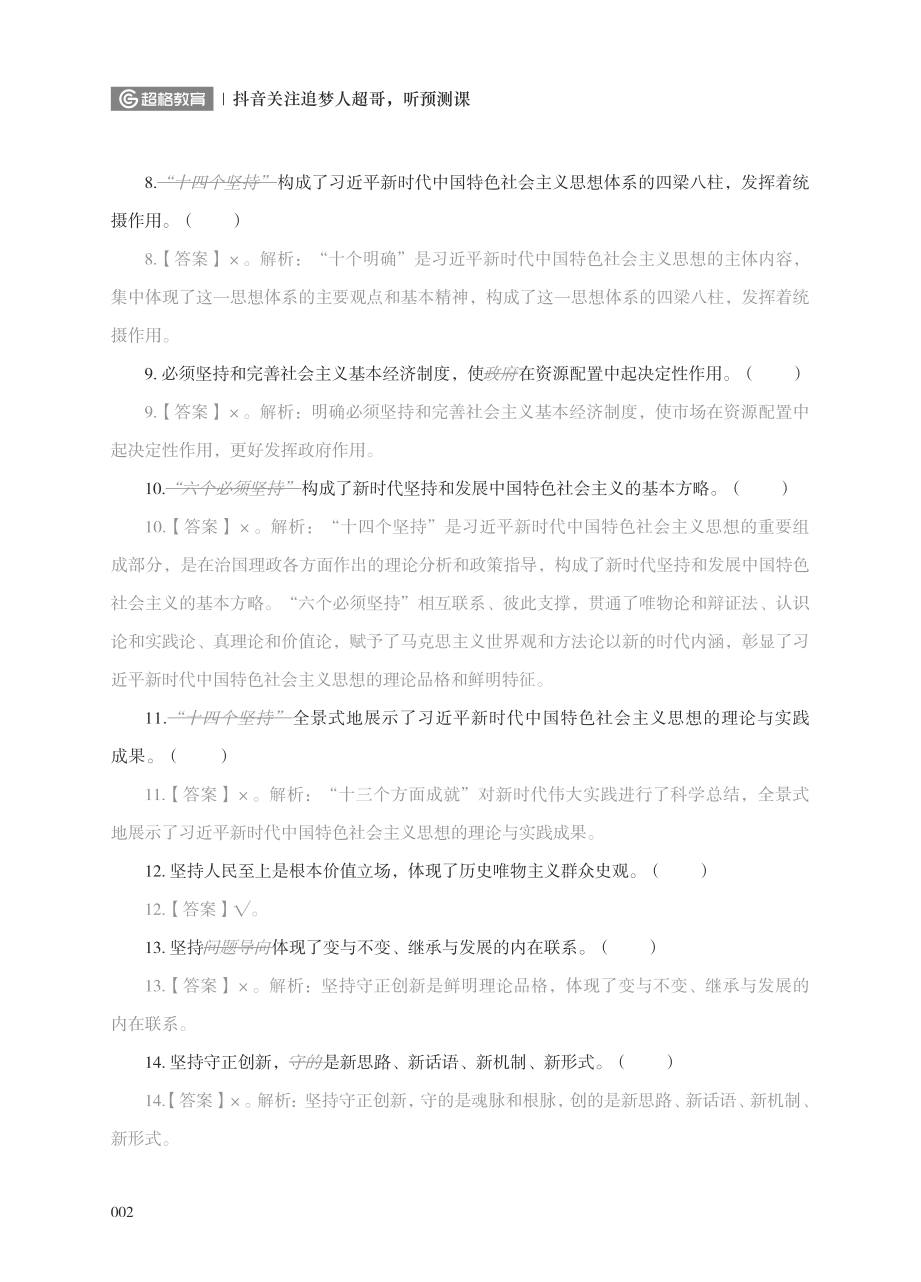 超格教育 | 抖音关注追梦人超哥，听预测课
8.“十四个坚持”构成了习近平新时代中国特色社会主义思想体系的四梁八柱，发挥着统
摄作用。（　　）
8.【答案】×。解析：“十个明确”是习近平新时代中国特色社会主义思想的主体内容，
集中体现了这一思想体系的主要观点和基本精神，构成了这一思想体系的四梁八柱，发挥着统
摄作用。
9. 必须坚持和完善社会主义基本经济制度，使政府在资源配置中起决定性作用。（　　）
9.【答案】×。解析：明确必须坚持和完善社会主义基本经济制度，使市场在资源配置中
起决定性作用，更好发挥政府作用。
10.“六个必须坚持”构成了新时代坚持和发展中国特色社会主义的基本方略。（　　）
10.【答案】×。解析：“十四个坚持”是习近平新时代中国特色社会主义思想的重要组
成部分，是在治国理政各方面作出的理论分析和政策指导，构成了新时代坚持和发展中国特色
社会主义的基本方略。“六个必须坚持”相互联系、彼此支撑，贯通了唯物论和辩证法、认识
论和实践论、真理论和价值论，赋予了马克思主义世界观和方法论以新的时代内涵，彰显了习
近平新时代中国特色社会主义思想的理论品格和鲜明特征。
11.“十四个坚持”全景式地展示了习近平新时代中国特色社会主义思想的理论与实践
成果。（　　）
11.【答案】×。解析：“十三个方面成就”对新时代伟大实践进行了科学总结，全景式
地展示了习近平新时代中国特色社会主义思想的理论与实践成果。
12. 坚持人民至上是根本价值立场，体现了历史唯物主义群众史观。（　　）
12.【答案】√。
13. 坚持问题导向体现了变与不变、继承与发展的内在联系。（　　）
13.【答案】×。解析：坚持守正创新是鲜明理论品格，体现了变与不变、继承与发展的
内在联系。
14. 坚持守正创新，守的是新思路、新话语、新机制、新形式。（　　）
14.【答案】×。解析：坚持守正创新，守的是魂脉和根脉，创的是新思路、新话语、新机制、
新形式。
002